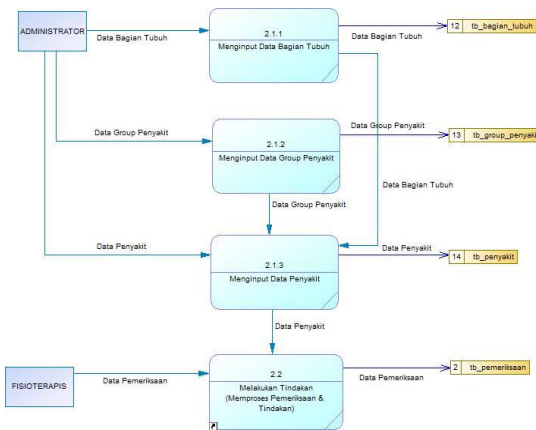 ADMINISTRATOR
Data Bagian Tubuh
2.1.1
Menginput Data Bagian Tubuh
Data Bagian Tubuh
12 tb_bagian_tubuh
Data Group Penyakit
2.1.2
Menginput Data Group Penyakit
Data Group Penyakit
13 tb_group_penyakit
Data Bagian Tubuh
Data Group Penyakit
Data Penyakit
2.1.3
Menginput Data Penyakit
Data Penyakit
14 tb_penyakit
Data Penyakit
FISIOTERAPIS
Data Pemeriksaan
2.2
Melakukan Tindakan
(Memproses Pemeriksaan &
Tindakan)
Data Pemeriksaan
2 tb_pemeriksaan